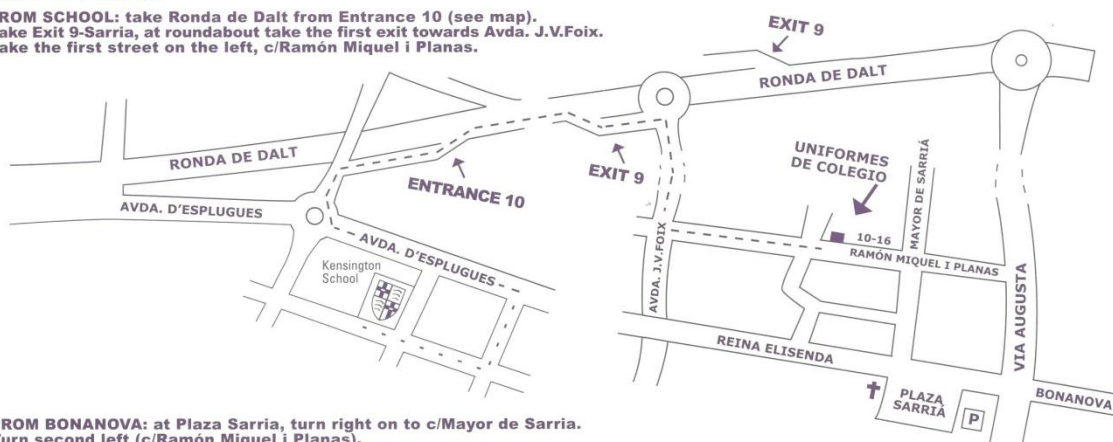 ROM SCHOOL: take Ronda de Dalt from Entrance 10 (see map).
ake Exit 9-Sarria, at roundabout take the first exit towards Avda. J.V.Foix.
ake the first street on the left, c/Ramón Miquel i Planas.
EXIT 9
RONDA DE DALT
RONDA DE DALT
ENTRANCE 10
EXIT 9
UNIFORMES
DE COLEGIO
MAYOR DE SARRIÁ
AVDA. D'ESPLUGUES
AVDA. D'ESPLUGUES
Kensington
School
AVDA. J.V.FOIX
10-16
RAMÓN MIQUEL I PLANAS
VIA AUGUSTA
REINA ELISENDA
PLAZA
SARRIÀ
P
BONANOVA
ROM BONANOVA: at Plaza Sarria, turn right on to c/Mayor de Sarria.
urn second left (c/Ramón Miquel i Planas).